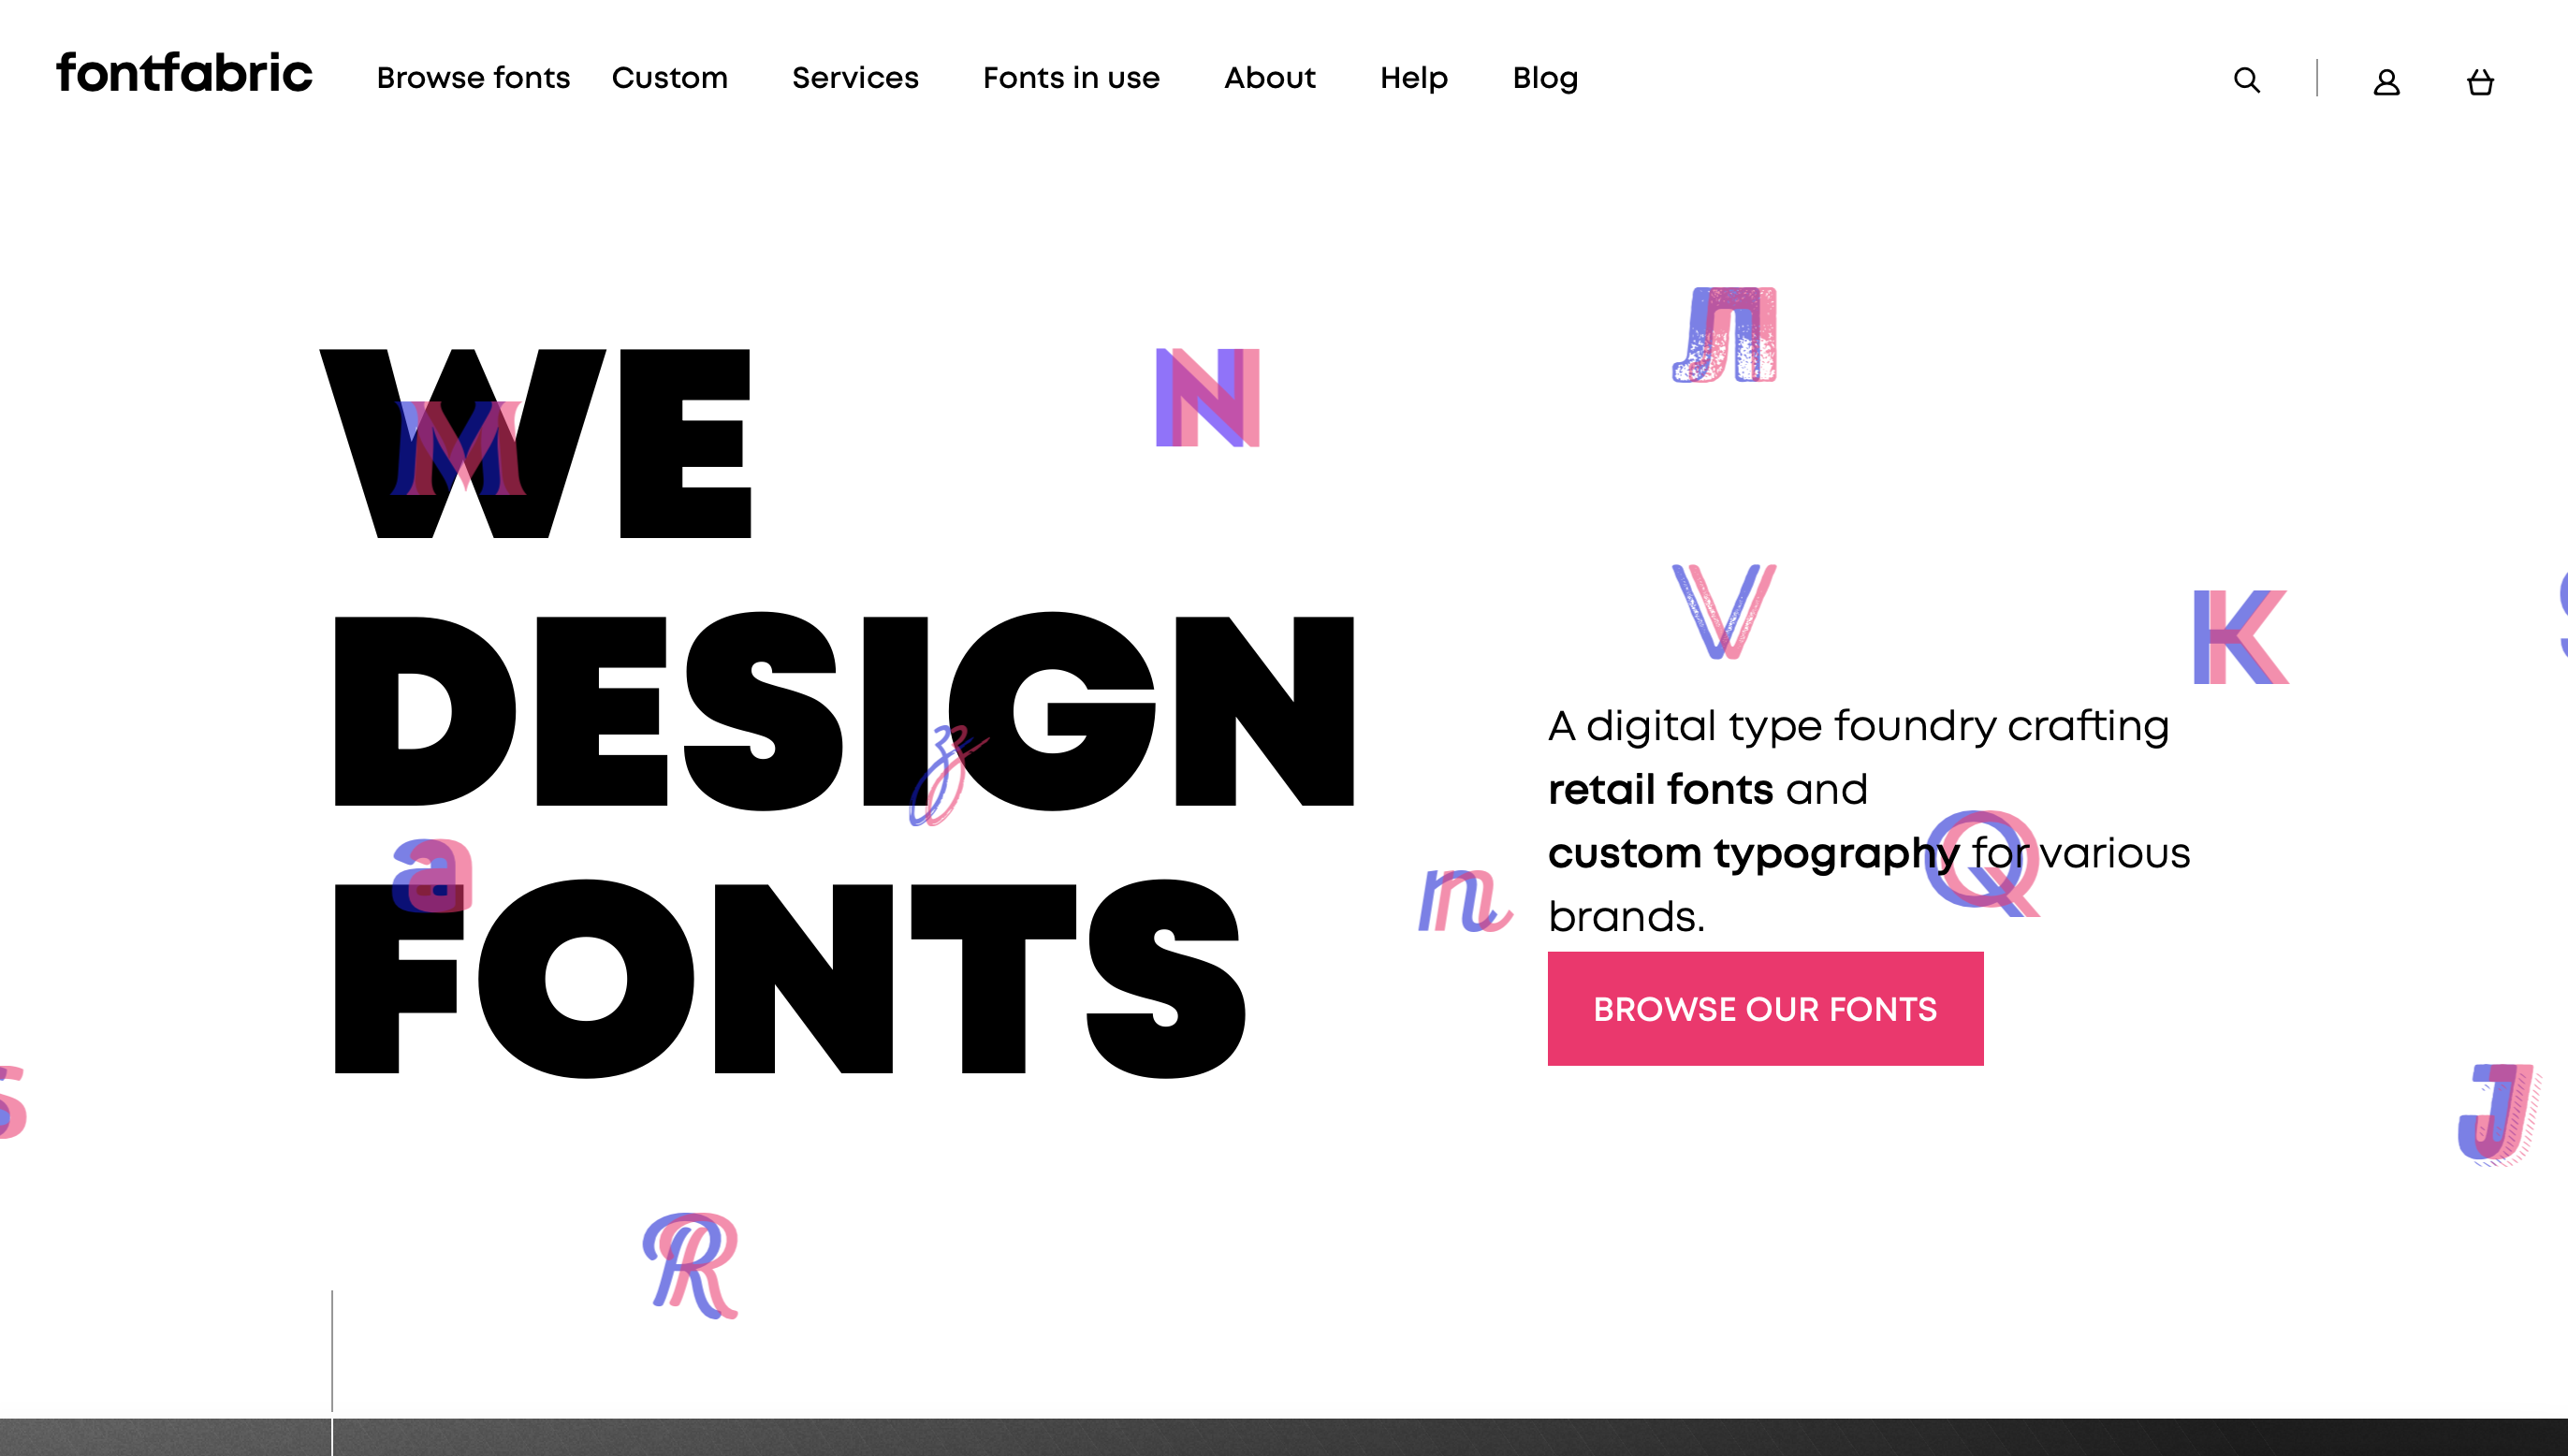 fontfabric Browse fonts Custom Services Fonts in use About Help Blog
Л
N
WE
M
V
K
DESIGN
z
A digital type foundry crafting
retail fonts and
custom typography for various
brands.
Q
a
n
FONTS
BROWSE OUR FONTS
s
J
R